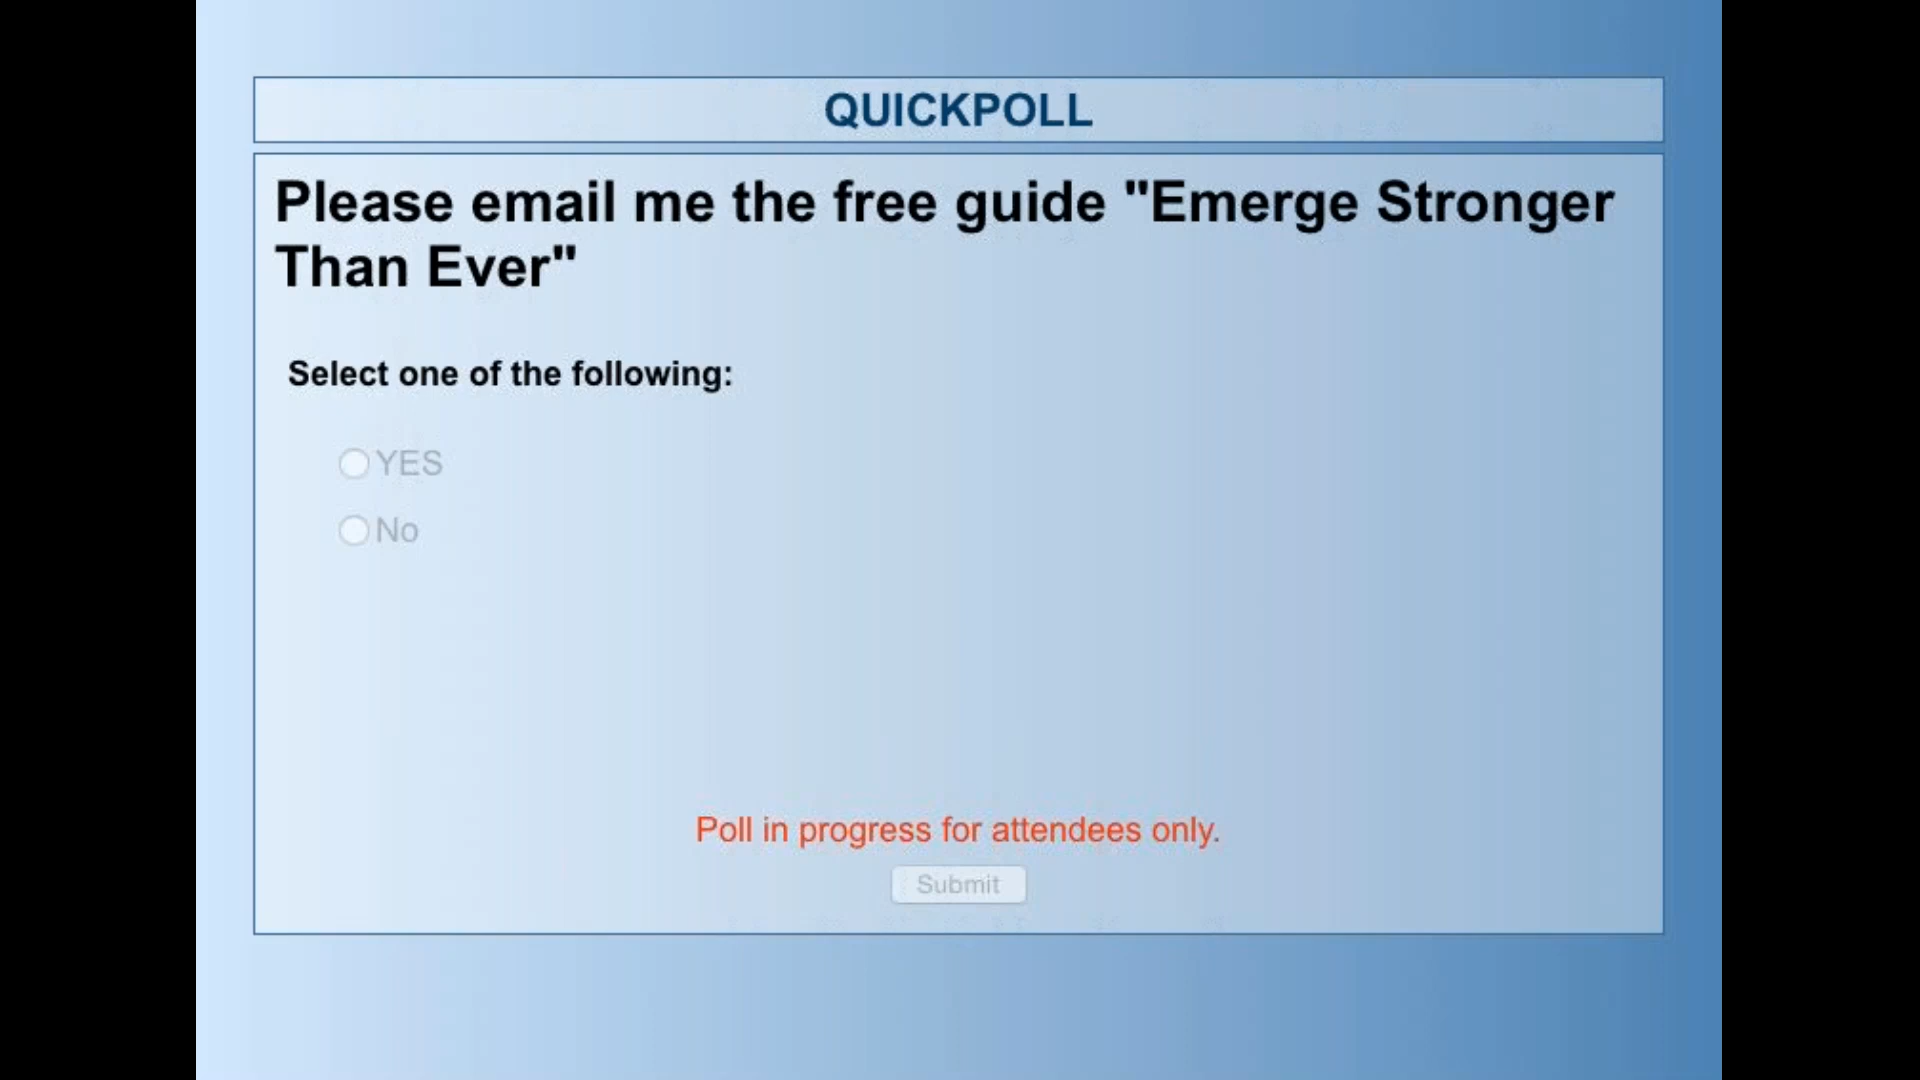 QUICKPOLL
Please email me the free guide "Emerge Stronger
Than Ever"
Select one of the following:
YES
No
Poll in progress for attendees only.
Submit